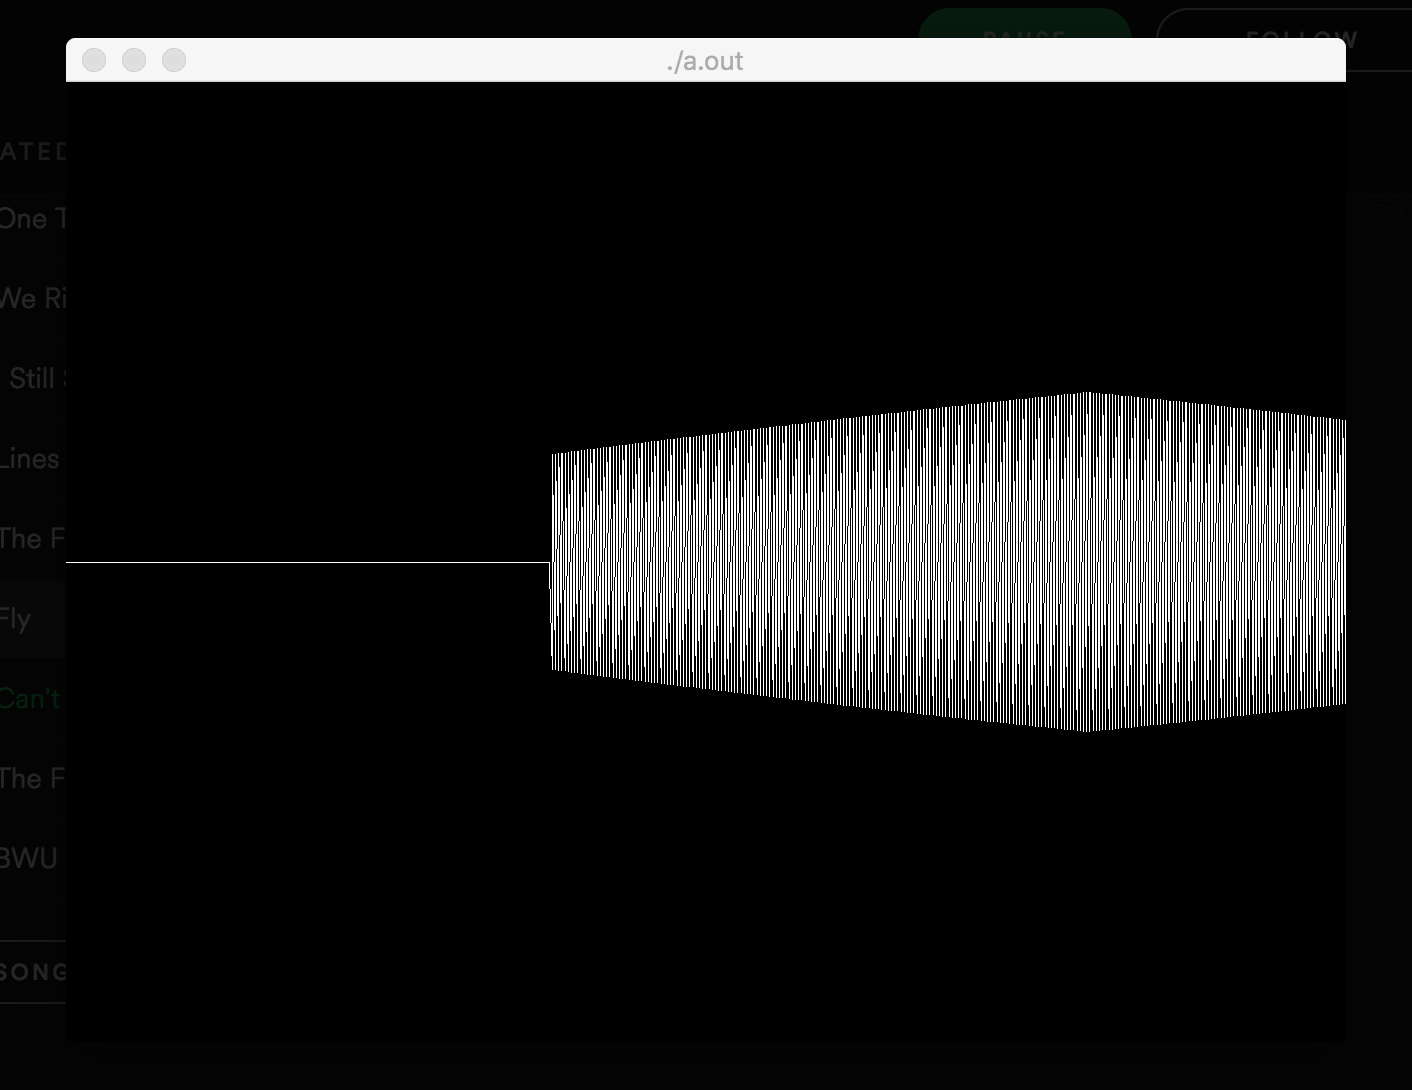 PAUSE
FOLLOW
./a.out
ATED
One T
We Ri
Still S
Lines
The F
Fly
Can't
The F
BWU
SONG